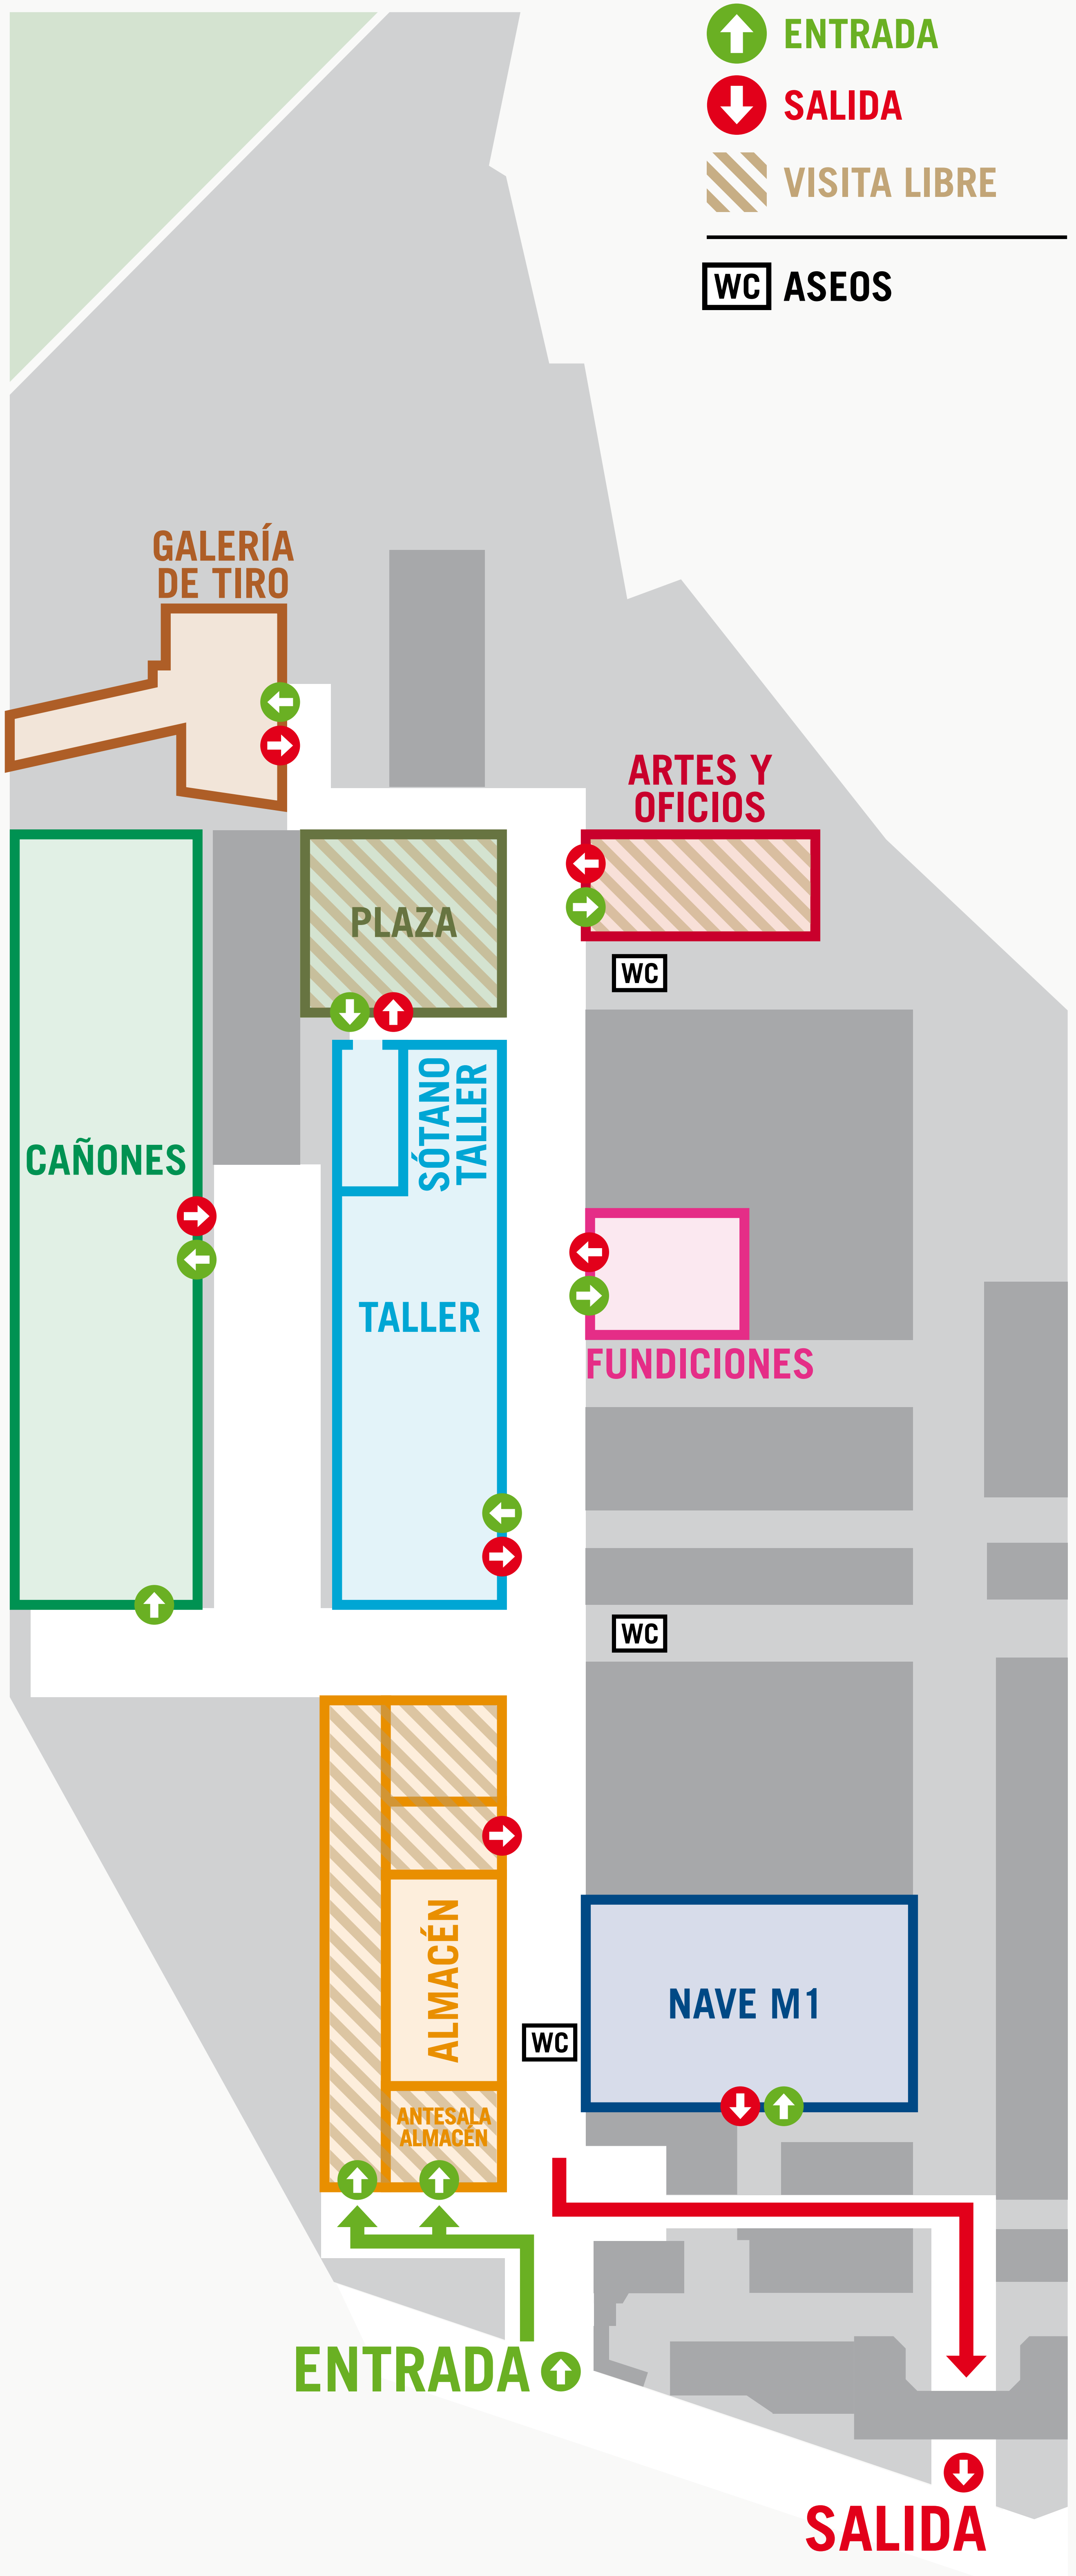 ENTRADA
SALIDA
VISITA LIBRE
WC ASEOS
GALERÍA
DE TIRO
ARTES Y
OFICIOS
PLAZA
WC
SÓTANO
TALLER
CAÑONES
TALLER
FUNDICIONES
WC
ALMACÉN
NAVE M1
WC
ANTESALA
ALMACÉN
ENTRADA
SALIDA